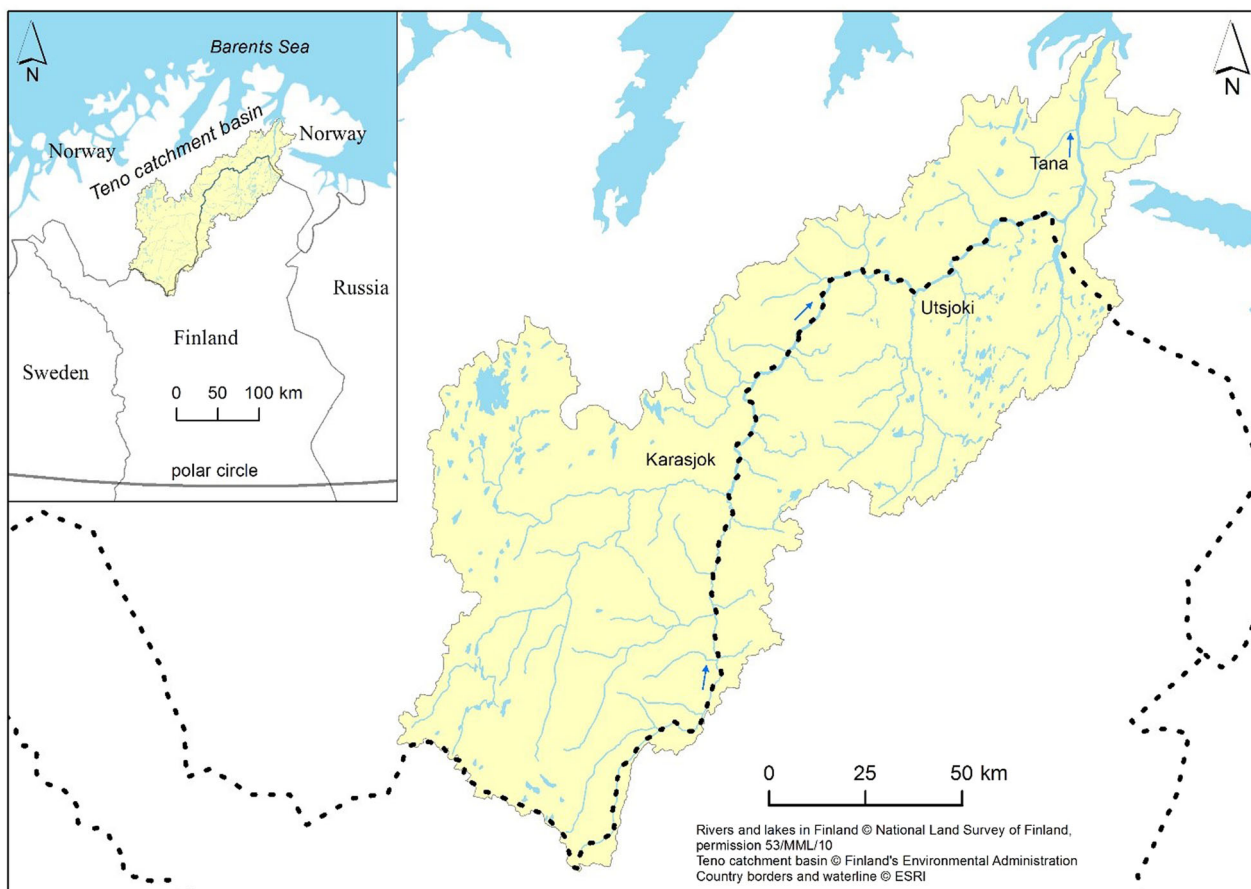 N
Barents Sea
Norway
Teno catchment basin
Norway
Russia
Finland
Sweden
0 50 100 km
polar circle
N
Tana
Utsjoki
Karasjok
0 25 50 km
Rivers and lakes in Finland © National Land Survey of Finland,
permission 53/MML/10
Teno catchment basin © Finland's Environmental Administration
Country borders and waterline © ESRI